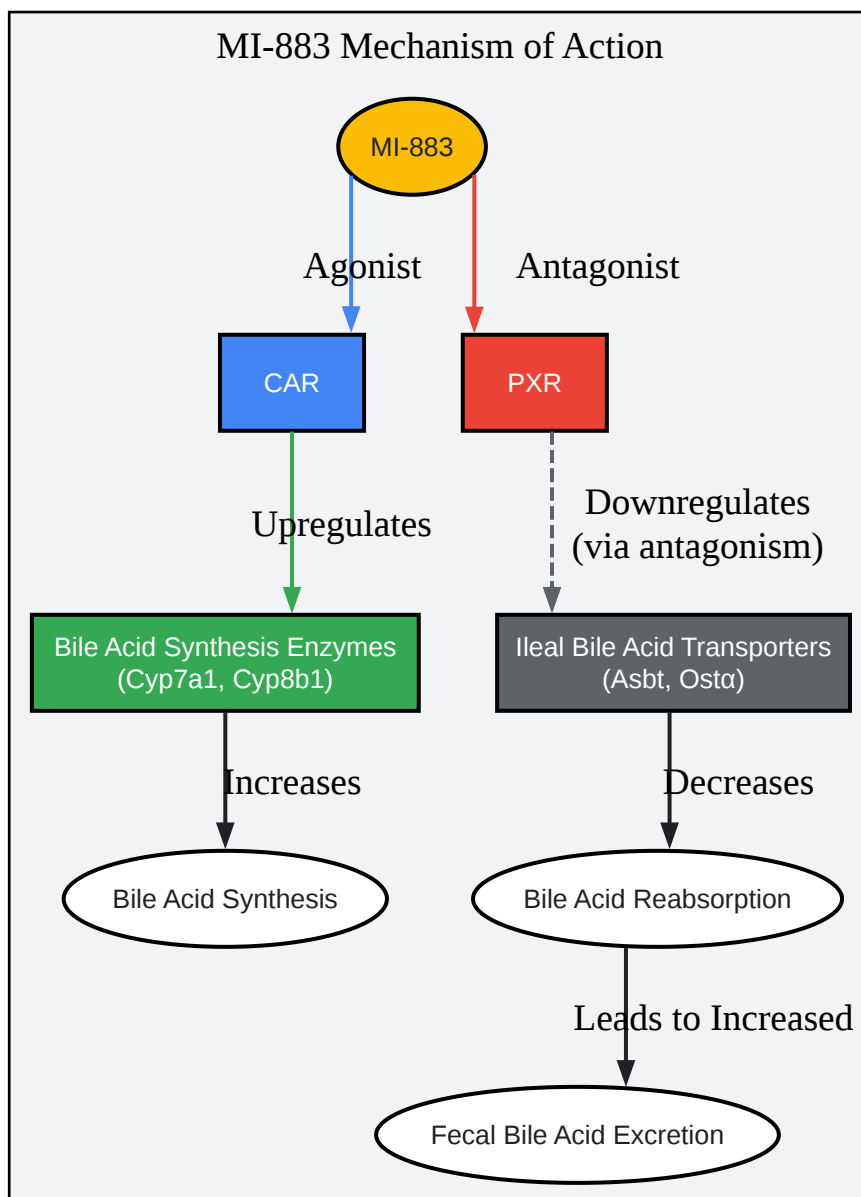 MI-883 Mechanism of Action
MI-883
Agonist
Antagonist
CAR
PXR
Upregulates
Downregulates
(via antagonism)
Bile Acid Synthesis Enzymes
(Cyp7a1, Cyp8b1)
Ileal Bile Acid Transporters
(Asbt, Ostα)
Increases
Decreases
Bile Acid Synthesis
Bile Acid Reabsorption
Leads to Increased
Fecal Bile Acid Excretion